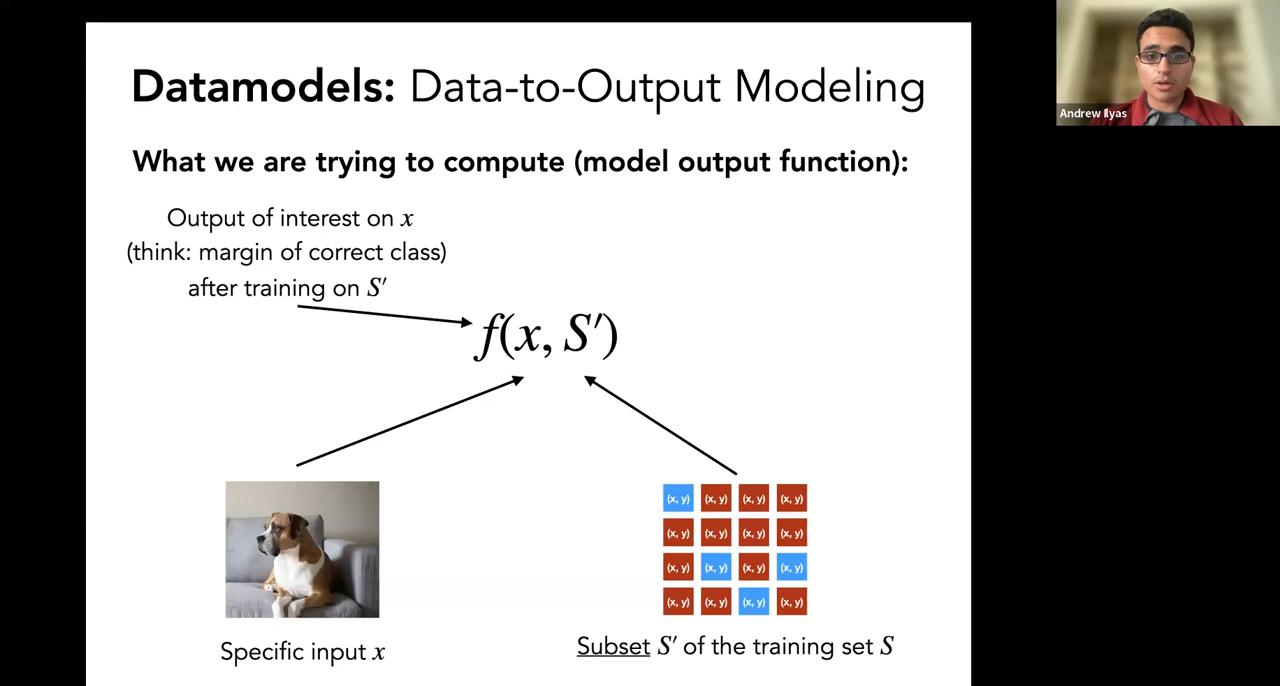 Datamodels: Data-to-Output Modeling
What we are trying to compute (model output function):
Output of interest on x
(think: margin of correct class)
after training on S′
f(x, S′)
(x, y) (x, y) (x, y) (x, y)
(x, y) (x, y) (x, y) (x, y)
(x, y) (x, y) (x, y) (x, y)
(x, y) (x, y) (x, y) (x, y)
Specific input x
Subset S′ of the training set S
Andrew Ilyas